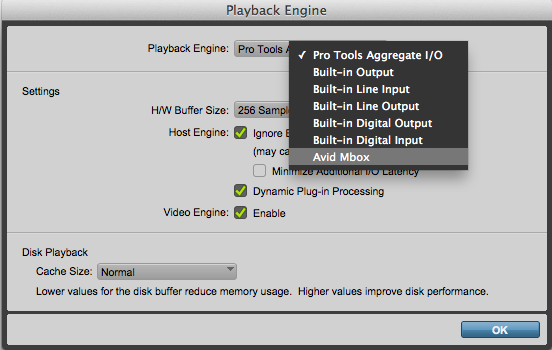 Playback Engine
Playback Engine: Pro Tools A
✓ Pro Tools Aggregate I/O
Built-in Output
Built-in Line Input
Built-in Line Output
Built-in Digital Output
Built-in Digital Input
Avid Mbox
Settings
H/W Buffer Size: 256 Sampl
Host Engine: Ignore E
(may ca
Minimize Additional I/O Latency
Dynamic Plug-in Processing
Video Engine: Enable
Disk Playback
Cache Size: Normal
Lower values for the disk buffer reduce memory usage. Higher values improve disk performance.
OK